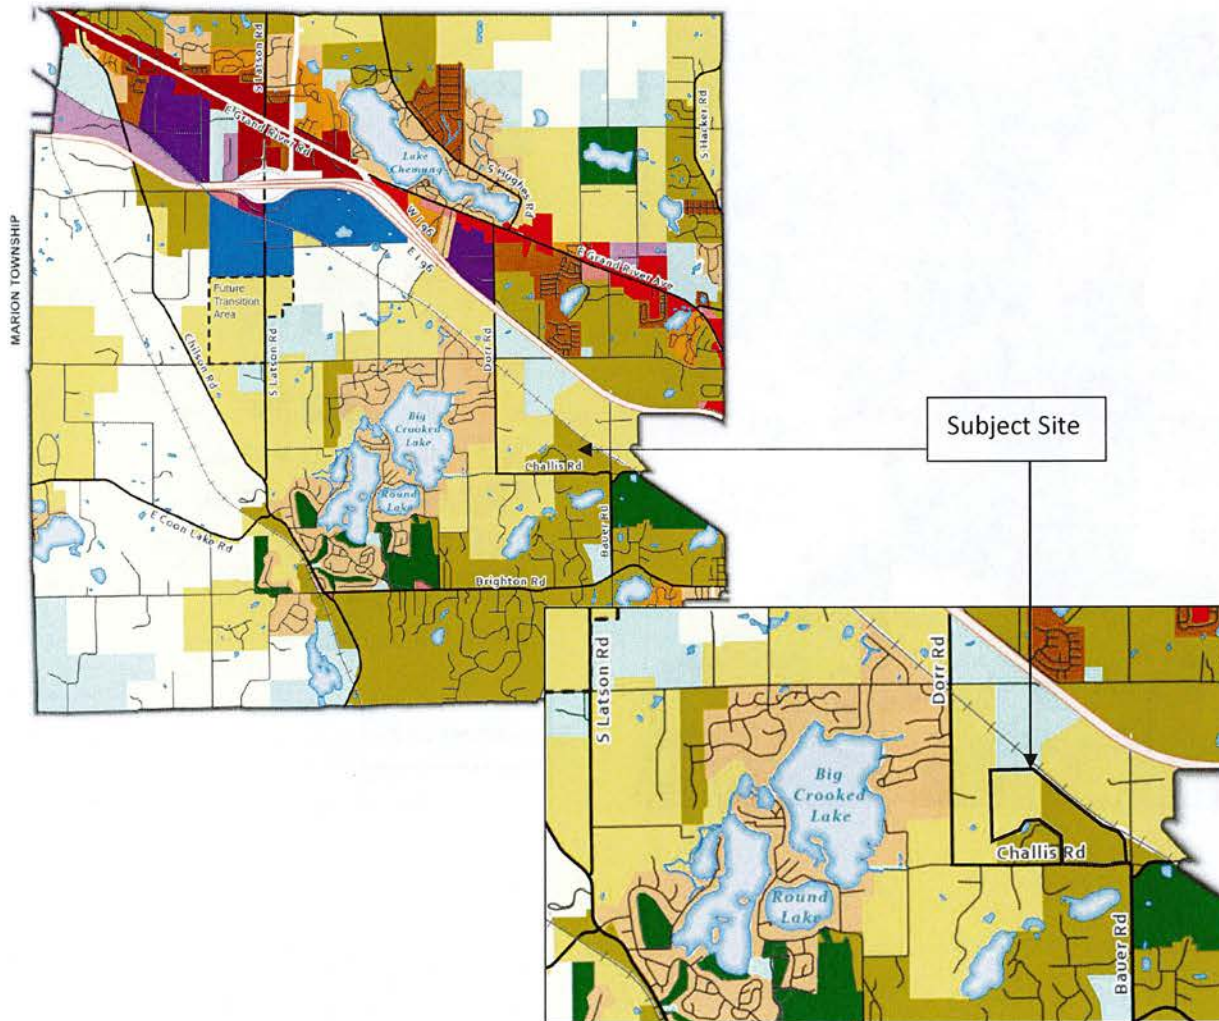 MARION TOWNSHIP
S Latson Rd
E Grand River Rd
Lake
Chemung
S Hughes Rd
S Hacker Rd
W I 96
E I 96
E Grand River Ave
Future
Transition
Area
Chilson Rd
S Latson Rd
Dorr Rd
Big
Crooked
Lake
Round
Lake
Challis Rd
Bauer Rd
E Coon Lake Rd
Brighton Rd
Subject Site
S Latson Rd
Dorr Rd
Big
Crooked
Lake
Round
Lake
Challis Rd
Bauer Rd